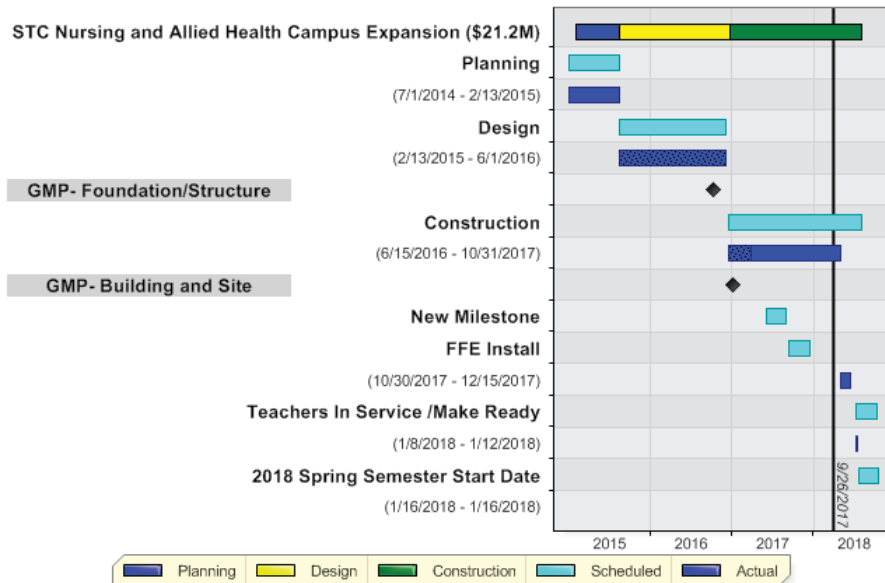 STC Nursing and Allied Health Campus Expansion ($21.2M)
Planning
(7/1/2014 - 2/13/2015)
Design
(2/13/2015 - 6/1/2016)
GMP- Foundation/Structure
Construction
(6/15/2016 - 10/31/2017)
GMP- Building and Site
New Milestone
FFE Install
(10/30/2017 - 12/15/2017)
Teachers In Service /Make Ready
(1/8/2018 - 1/12/2018)
2018 Spring Semester Start Date
(1/16/2018 - 1/16/2018)
9/26/2017
2015 2016 2017 2018
Planning Design Construction Scheduled Actual